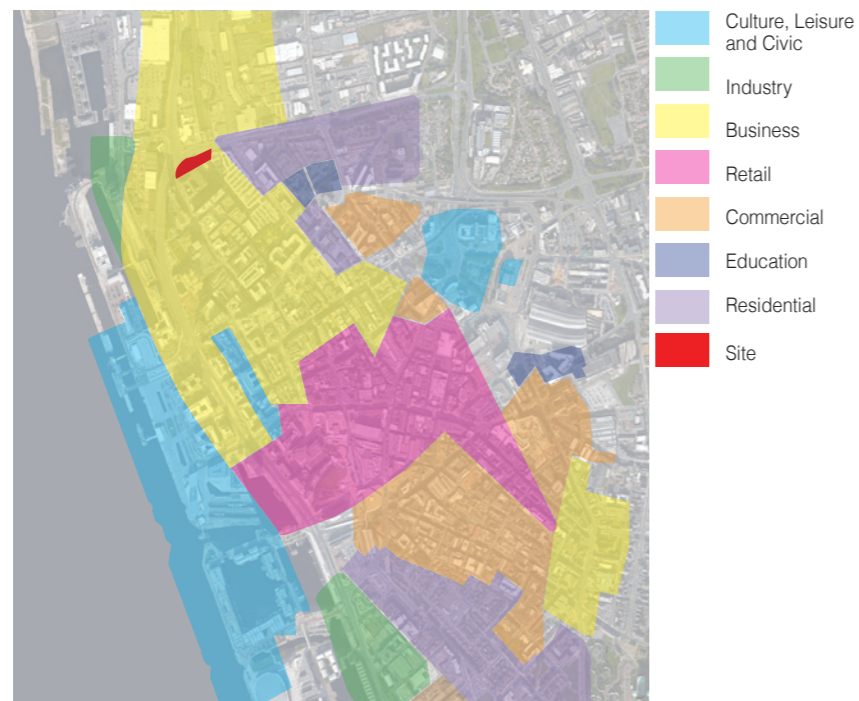 Culture, Leisure
and Civic
Industry
Business
Retail
Commercial
Education
Residential
Site